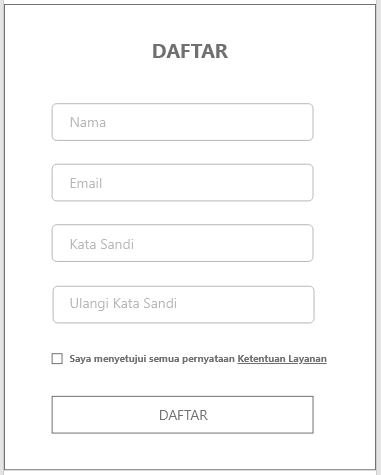 DAFTAR
Nama
Email
Kata Sandi
Ulangi Kata Sandi
Saya menyetujui semua pernyataan Ketentuan Layanan
DAFTAR